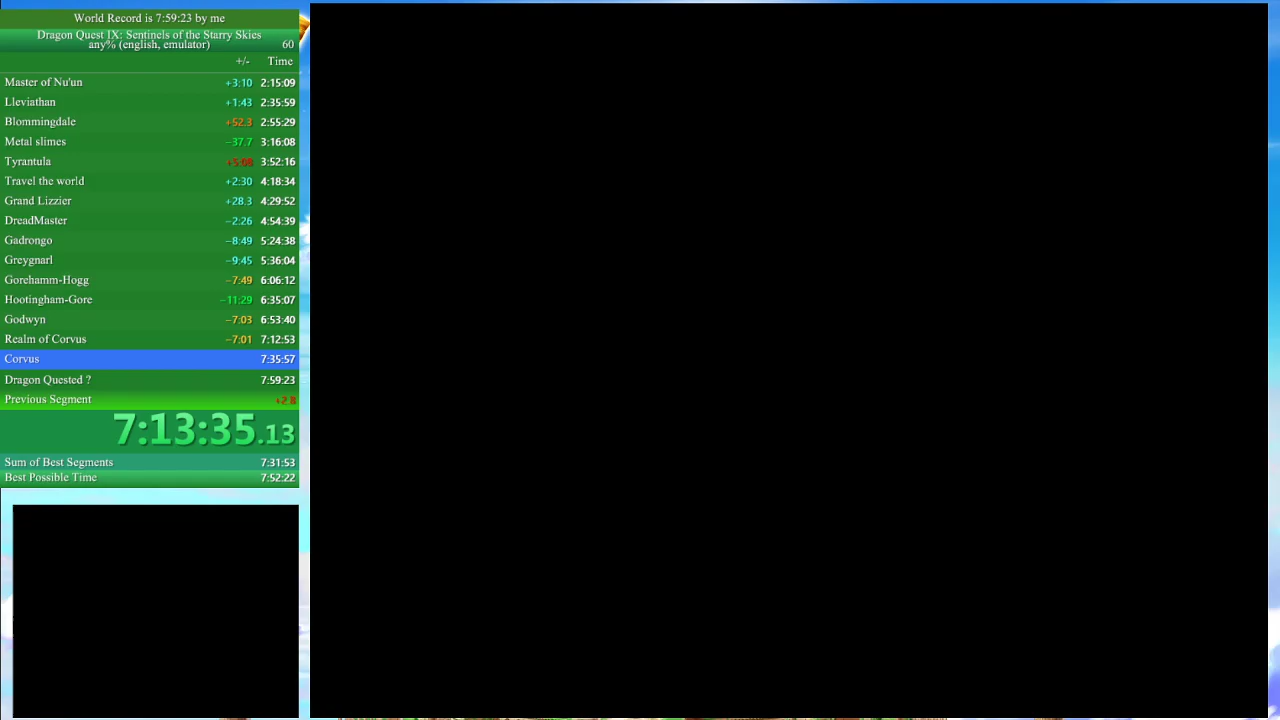 World Record is 7:59:23 by me
Dragon Quest IX: Sentinels of the Starry Skies
any% (english, emulator) 60
+/- Time
Master of Nu'un +3:10 2:15:09
Lleviathan +1:43 2:35:59
Blommingdale +52.3 2:55:29
Metal slimes −37.7 3:16:08
Tyrantula +5:08 3:52:16
Travel the world +2:30 4:18:34
Grand Lizzier +28.3 4:29:52
DreadMaster −2:26 4:54:39
Gadrongo −8:49 5:24:38
Greygnarl −9:45 5:36:04
Gorehamm-Hogg −7:49 6:06:12
Hootingham-Gore −11:29 6:35:07
Godwyn −7:03 6:53:40
Realm of Corvus −7:01 7:12:53
Corvus 7:35:57
Dragon Quested ? 7:59:23
Previous Segment +2.8
7:13:35.13
Sum of Best Segments 7:31:53
Best Possible Time 7:52:22